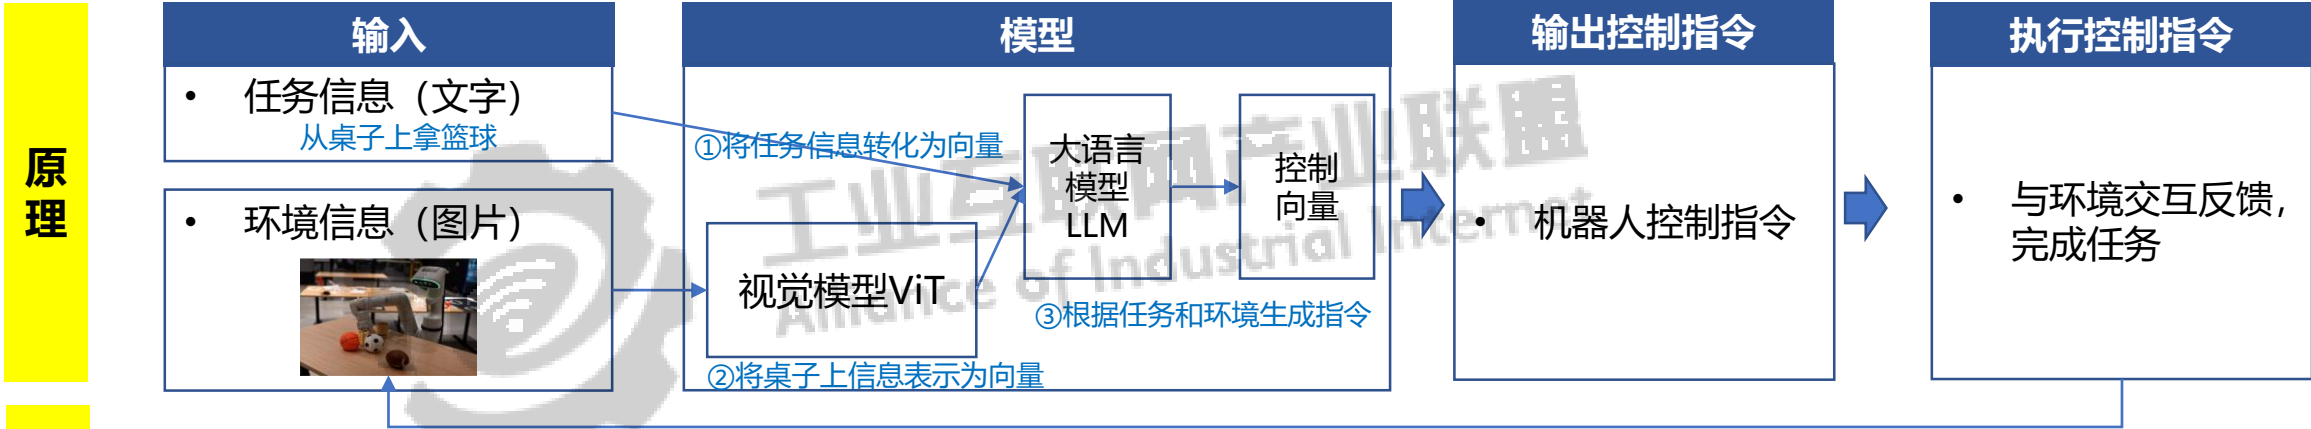 原
理
输入
• 任务信息（文字）
从桌子上拿篮球
• 环境信息（图片）
模型
①将任务信息转化为向量
大语言
模型
LLM
控制
向量
视觉模型ViT
③根据任务和环境生成指令
②将桌子上信息表示为向量
输出控制指令
• 机器人控制指令
执行控制指令
• 与环境交互反馈，
完成任务
工业互联网产业联盟
Alliance of Industrial Internet